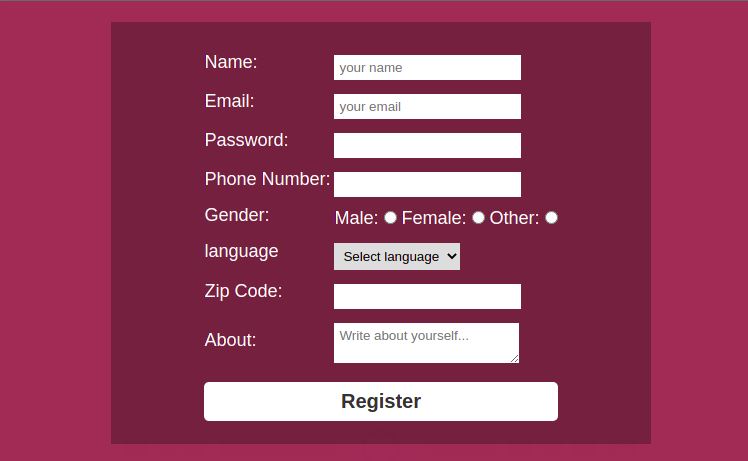 Name: your name
Email: your email
Password:
Phone Number:
Gender: Male: Female: Other:
language Select language
Zip Code:
About: Write about yourself...
Register